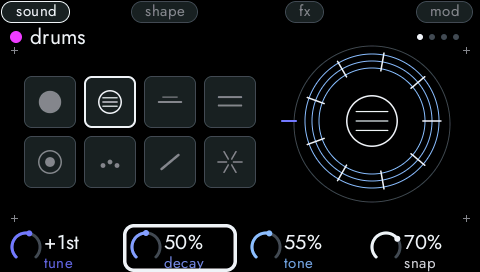 sound shape fx mod
drums
+1st 50% 55% 70%
tune decay tone snap